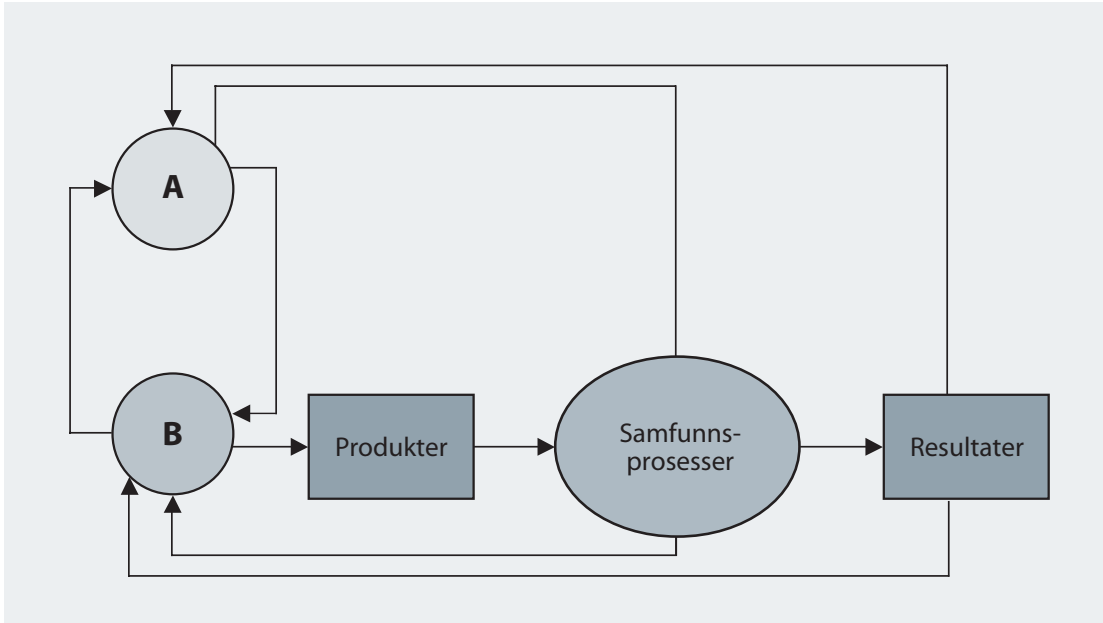 A
B
Produkter
Samfunns-
prosesser
Resultater